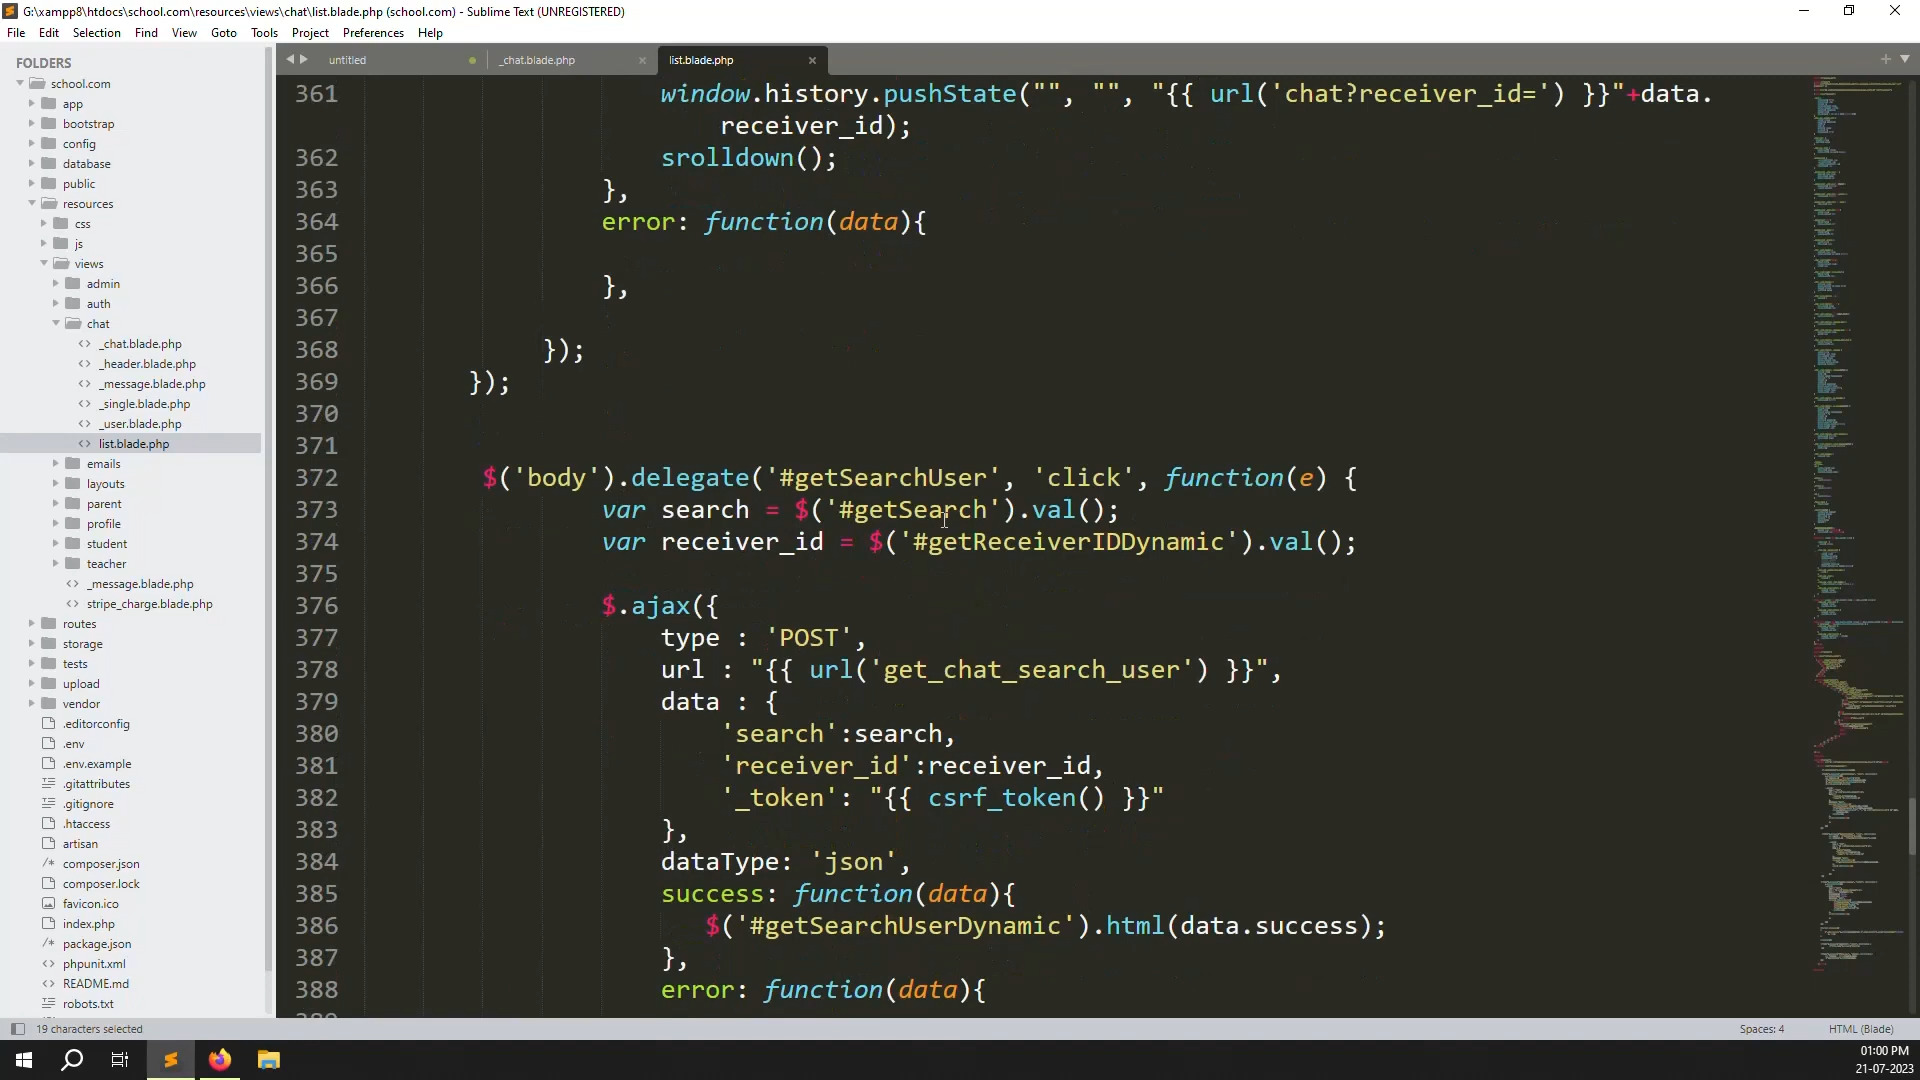 G:\xampp8\htdocs\school.com\resources\views\chat\list.blade.php (school.com) - Sublime Text (UNREGISTERED)
File Edit Selection Find View Goto Tools Project Preferences Help
FOLDERS
school.com
app
bootstrap
config
database
public
resources
css
js
views
admin
auth
chat
_chat.blade.php
_header.blade.php
_message.blade.php
_single.blade.php
_user.blade.php
list.blade.php
emails
layouts
parent
profile
student
teacher
_message.blade.php
stripe_charge.blade.php
routes
storage
tests
upload
vendor
.editorconfig
.env
.env.example
.gitattributes
.gitignore
.htaccess
artisan
composer.json
composer.lock
favicon.ico
index.php
package.json
phpunit.xml
README.md
robots.txt
untitled _chat.blade.php list.blade.php
361 window.history.pushState("", "", "{{ url('chat?receiver_id=') }}"+data.
receiver_id);
362 srolldown();
363 },
364 error: function(data){
365
366 },
367
368 });
369 });
370
371
372 $('body').delegate('#getSearchUser', 'click', function(e) {
373 var search = $('#getSearch').val();
374 var receiver_id = $('#getReceiverIDDynamic').val();
375
376 $.ajax({
377 type : 'POST',
378 url : "{{ url('get_chat_search_user') }}",
379 data : {
380 'search':search,
381 'receiver_id':receiver_id,
382 '_token': "{{ csrf_token() }}"
383 },
384 dataType: 'json',
385 success: function(data){
386 $('#getSearchUserDynamic').html(data.success);
387 },
388 error: function(data){
19 characters selected Spaces: 4 HTML (Blade)
01:00 PM
21-07-2023